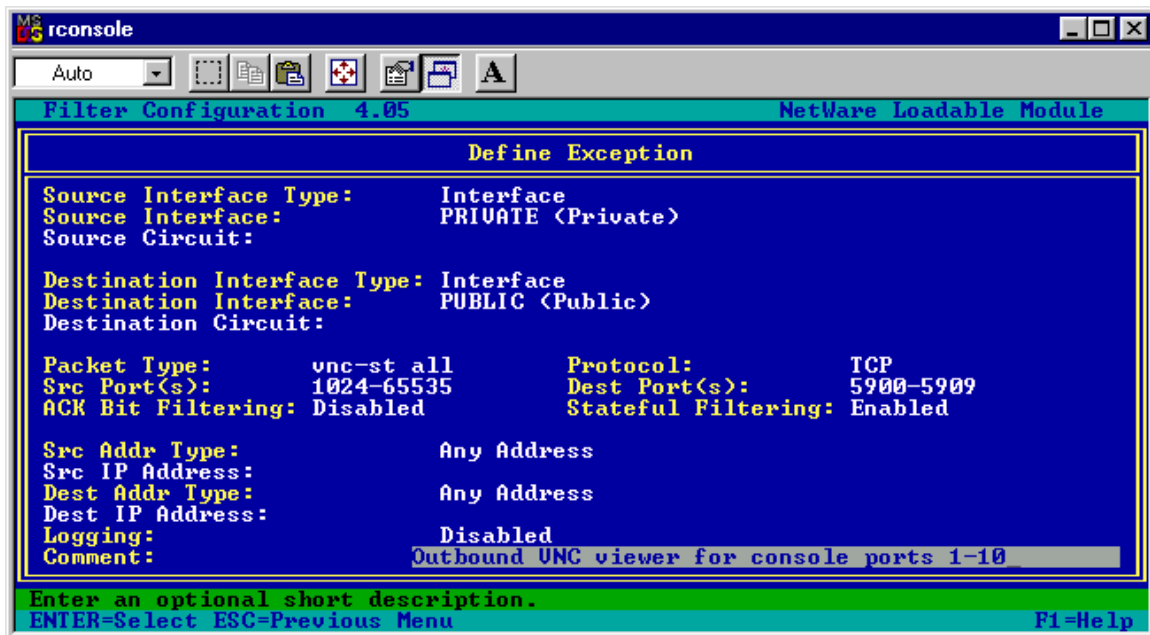 MS DOS rconsole
Auto A
Filter Configuration 4.05 NetWare Loadable Module
Define Exception
Source Interface Type: Interface
Source Interface: PRIVATE (Private)
Source Circuit:
Destination Interface Type: Interface
Destination Interface: PUBLIC (Public)
Destination Circuit:
Packet Type: vnc-st all Protocol: TCP
Src Port(s): 1024-65535 Dest Port(s): 5900-5909
ACK Bit Filtering: Disabled Stateful Filtering: Enabled
Src Addr Type: Any Address
Src IP Address:
Dest Addr Type: Any Address
Dest IP Address:
Logging: Disabled
Comment: Outbound VNC viewer for console ports 1-10_
Enter an optional short description.
ENTER=Select ESC=Previous Menu F1=Help